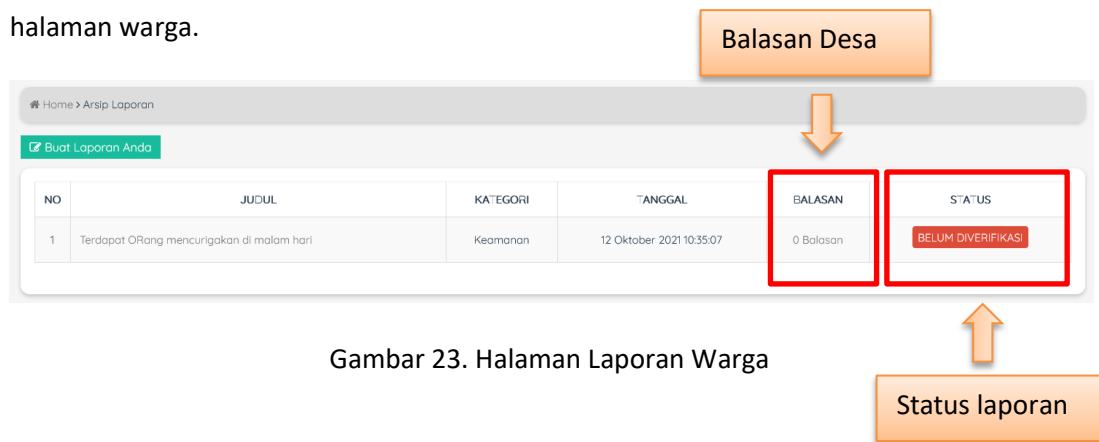 halaman warga.
Balasan Desa
Home > Arsip Laporan
Buat Laporan Anda
NO JUDUL KATEGORI TANGGAL BALASAN STATUS
1 Terdapat ORang mencurigakan di malam hari Keamanan 12 Oktober 2021 10:35:07 0 Balasan BELUM DIVERIFIKASI
Gambar 23. Halaman Laporan Warga
Status laporan